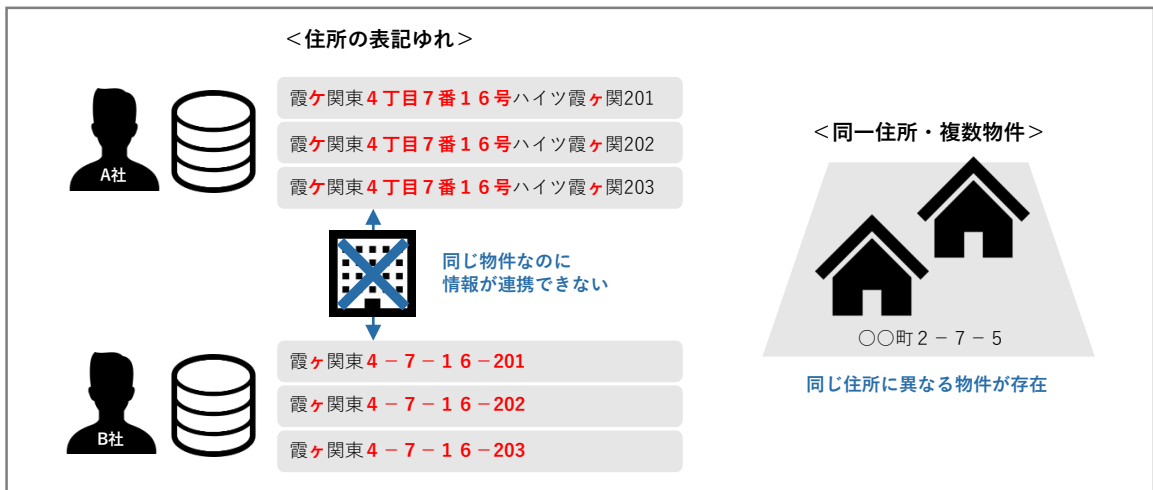 ＜住所の表記ゆれ＞
霞ケ関東４丁目７番１６号ハイツ霞ヶ関201
霞ケ関東４丁目７番１６号ハイツ霞ヶ関202
霞ケ関東４丁目７番１６号ハイツ霞ヶ関203
A社
同じ物件なのに
情報が連携できない
霞ヶ関東４－７－１６－201
霞ヶ関東４－７－１６－202
霞ヶ関東４－７－１６－203
B社
＜同一住所・複数物件＞
○○町２－７－５
同じ住所に異なる物件が存在